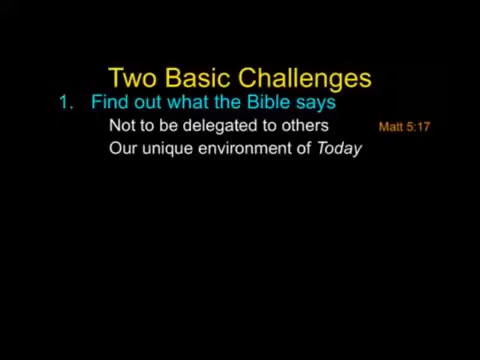 Two Basic Challenges
1. Find out what the Bible says
Not to be delegated to others Matt 5:17
Our unique environment of Today